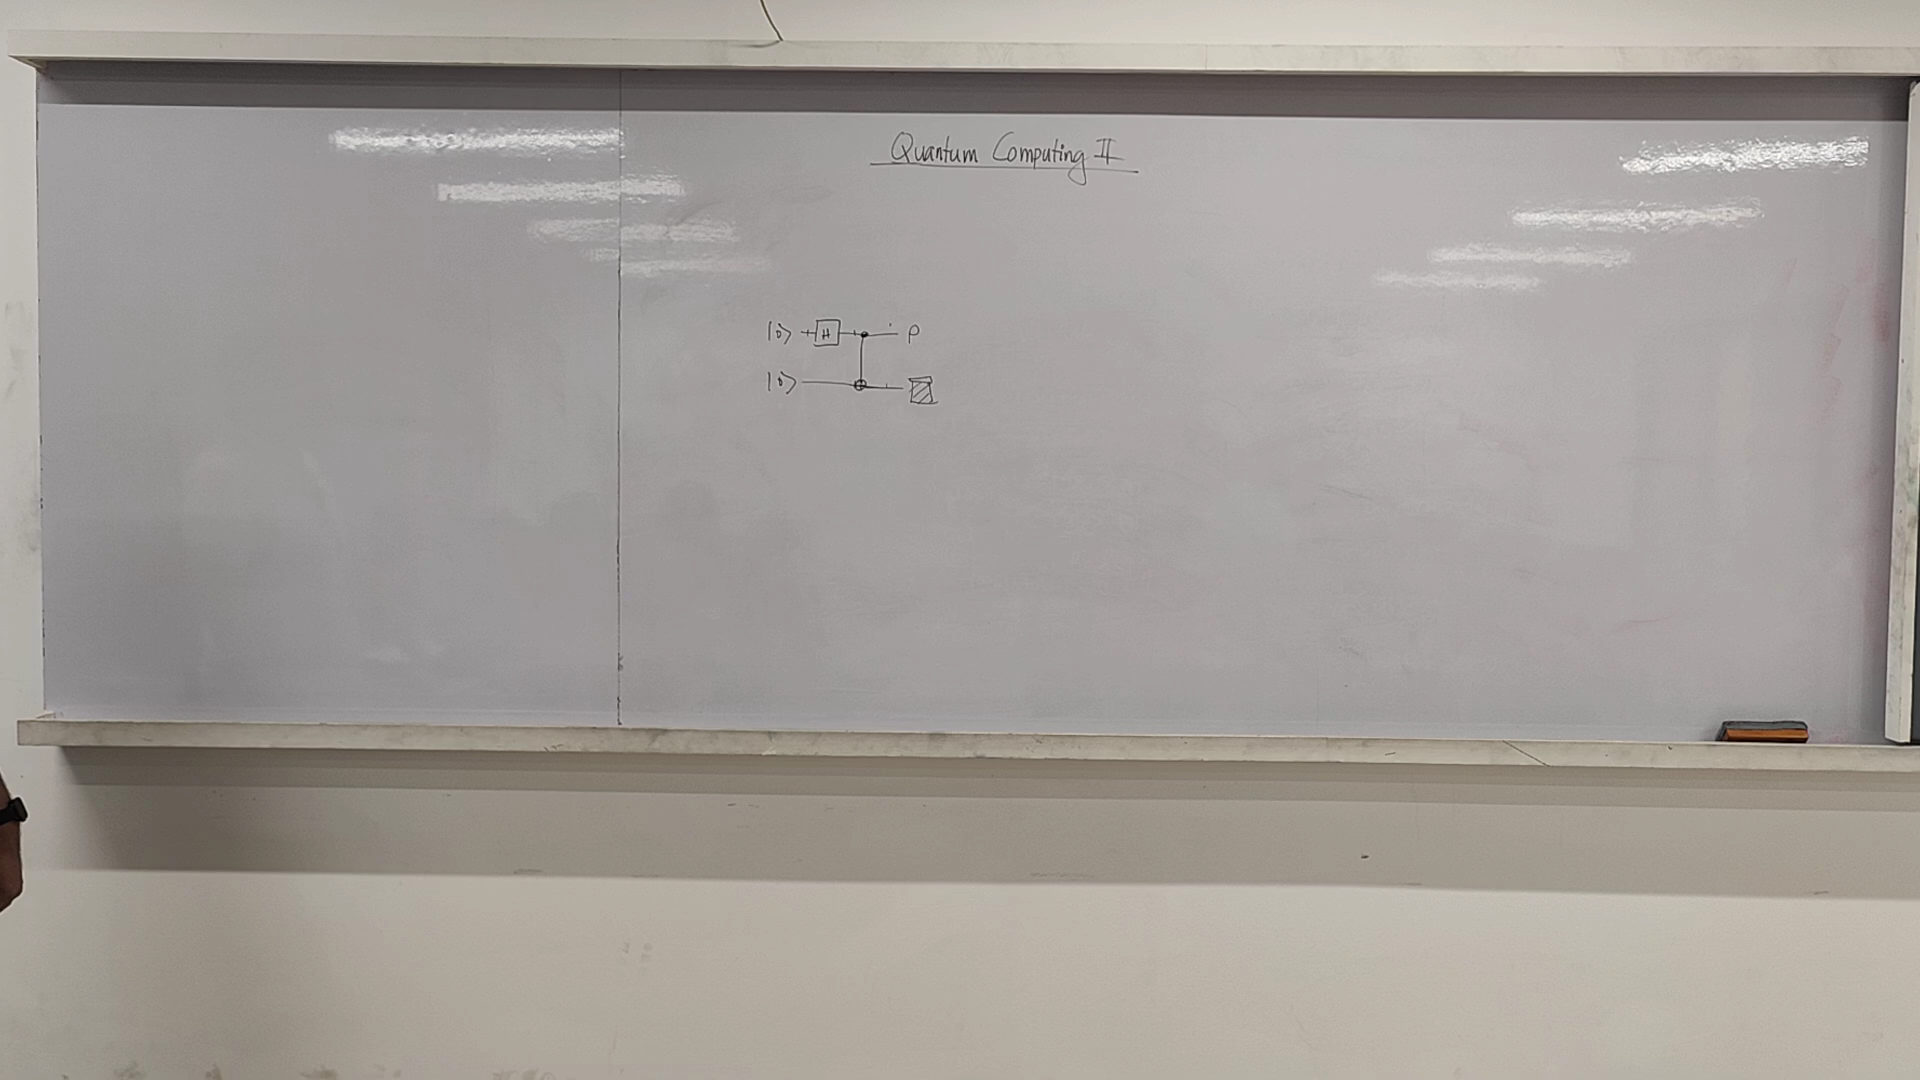 Quantum Computing II
|0⟩ H ρ
|0⟩